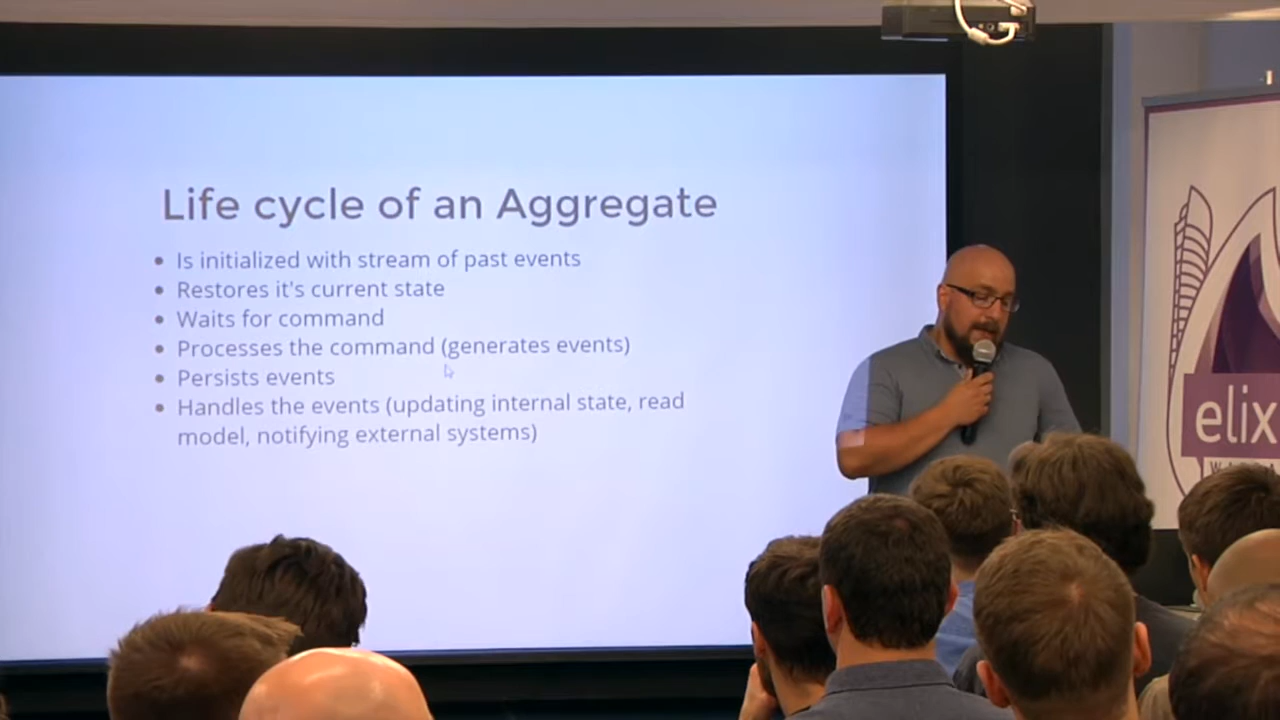 Life cycle of an Aggregate
• Is initialized with stream of past events
• Restores it's current state
• Waits for command
• Processes the command (generates events)
• Persists events
• Handles the events (updating internal state, read
model, notifying external systems)
elix